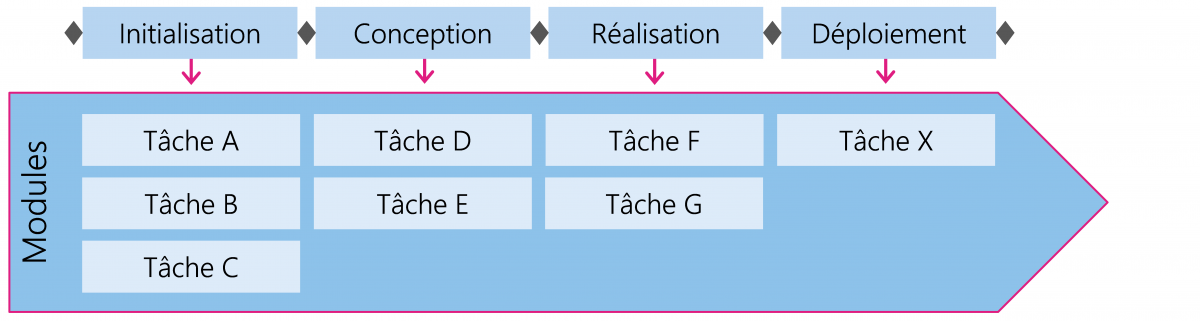 Initialisation
Conception
Réalisation
Déploiement
Modules
Tâche A
Tâche D
Tâche F
Tâche X
Tâche B
Tâche E
Tâche G
Tâche C